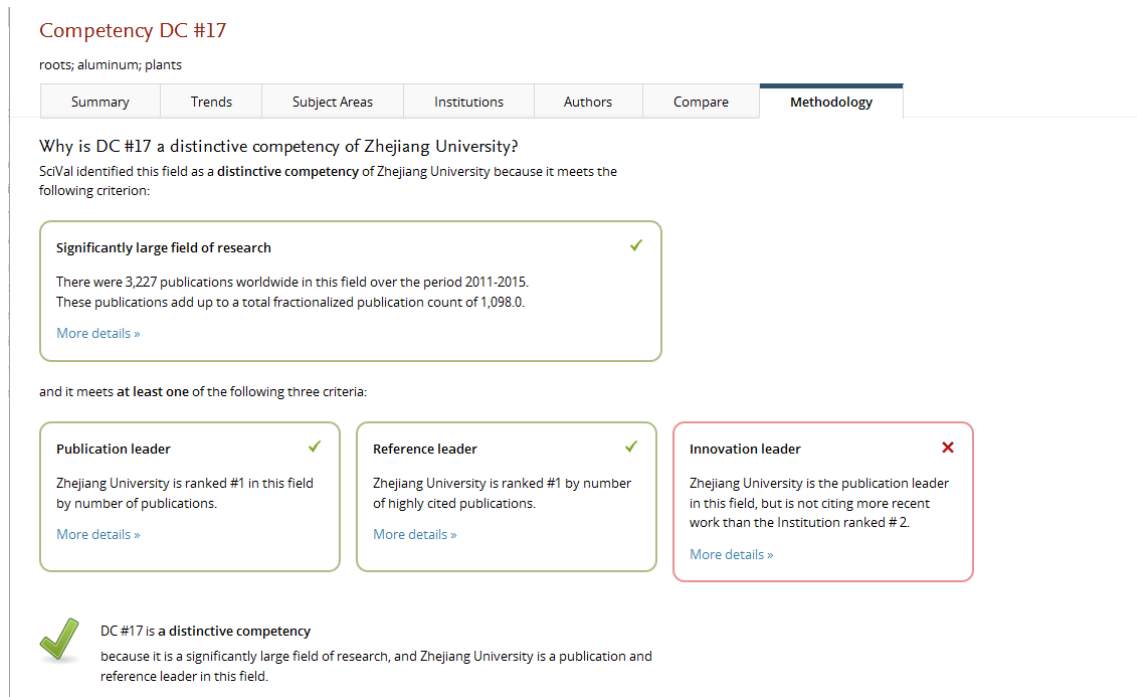 Competency DC #17
roots; aluminum; plants
Summary Trends Subject Areas Institutions Authors Compare Methodology
Why is DC #17 a distinctive competency of Zhejiang University?
SciVal identified this field as a distinctive competency of Zhejiang University because it meets the
following criterion:
Significantly large field of research
There were 3,227 publications worldwide in this field over the period 2011-2015.
These publications add up to a total fractionalized publication count of 1,098.0.
More details »
and it meets at least one of the following three criteria:
Publication leader
Zhejiang University is ranked #1 in this field
by number of publications.
More details »
Reference leader
Zhejiang University is ranked #1 by number
of highly cited publications.
More details »
Innovation leader
Zhejiang University is the publication leader
in this field, but is not citing more recent
work than the Institution ranked # 2.
More details »
DC #17 is a distinctive competency
because it is a significantly large field of research, and Zhejiang University is a publication and
reference leader in this field.